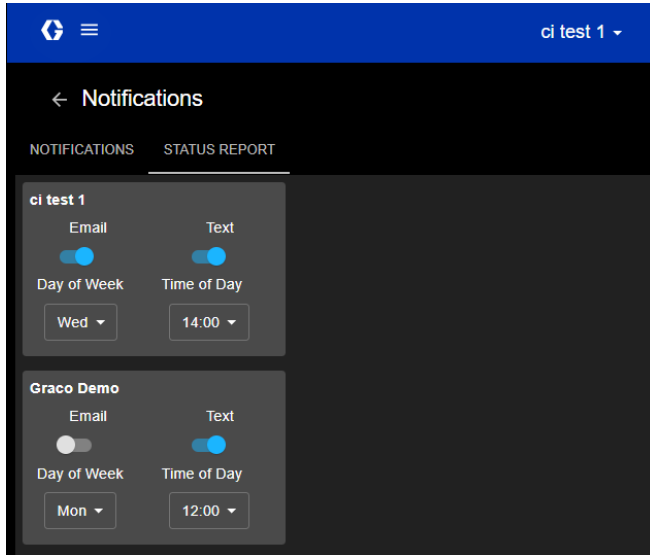 ci test 1
Notifications
NOTIFICATIONS STATUS REPORT
ci test 1
Email Text
Day of Week Time of Day
Wed 14:00
Graco Demo
Email Text
Day of Week Time of Day
Mon 12:00